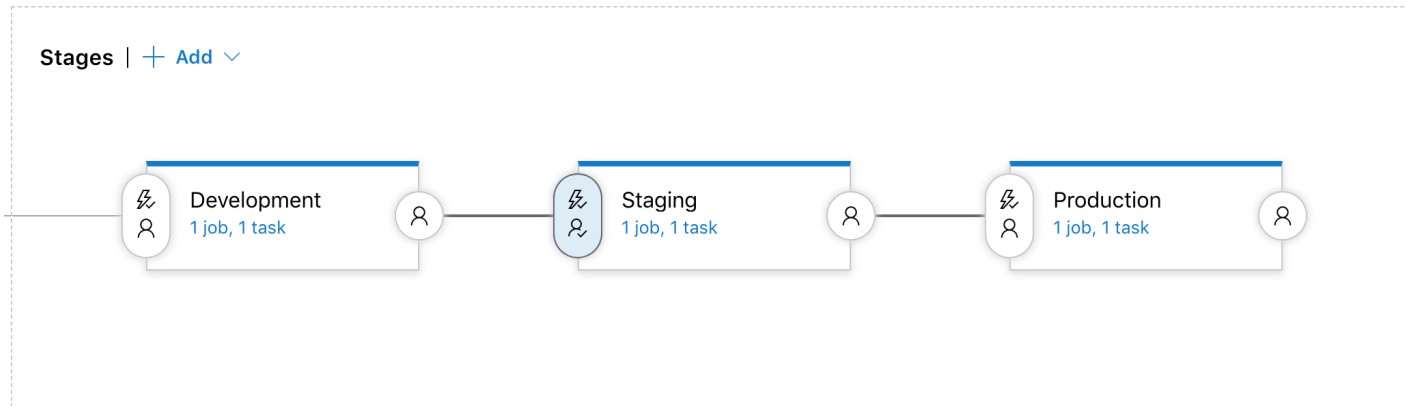 Stages | + Add
Development
1 job, 1 task
Staging
1 job, 1 task
Production
1 job, 1 task